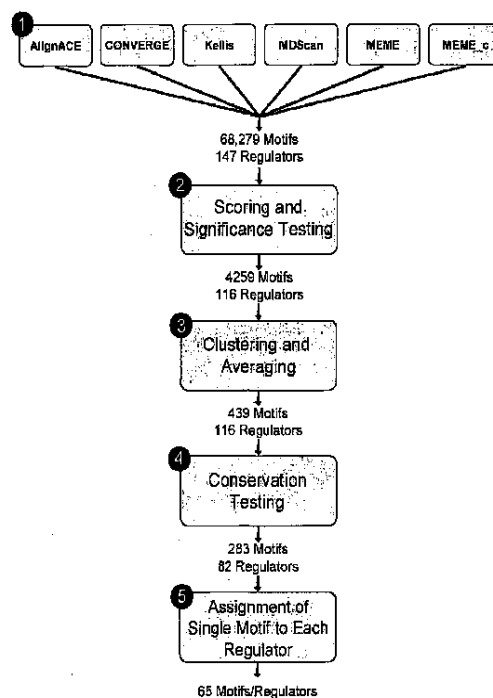 1
AlignACE CONVERGE Kellis MDScan MEME MEME_c
68,279 Motifs
147 Regulators
2
Scoring and
Significance Testing
4259 Motifs
116 Regulators
3
Clustering and
Averaging
439 Motifs
116 Regulators
4
Conservation
Testing
283 Motifs
82 Regulators
5
Assignment of
Single Motif to Each
Regulator
65 Motifs/Regulators